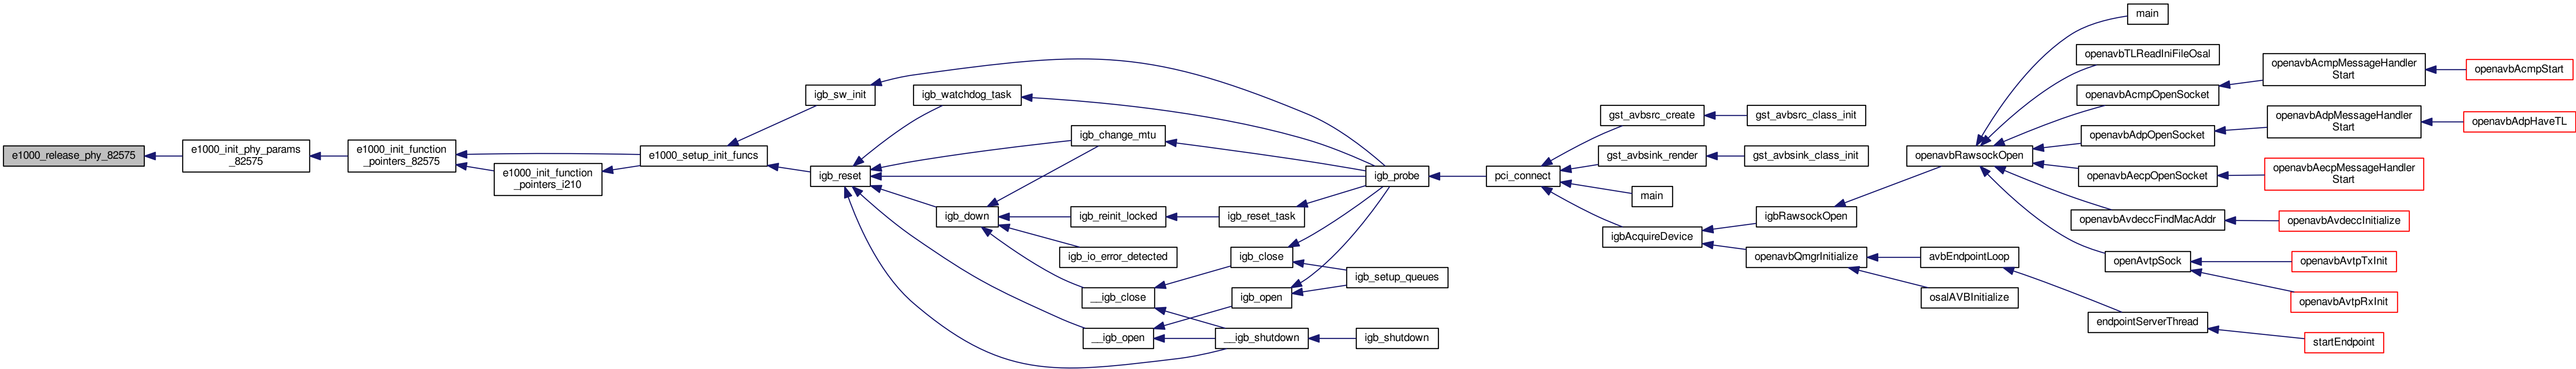 e1000_release_phy_82575
e1000_init_phy_params
_82575
e1000_init_function
_pointers_82575
e1000_init_function
_pointers_i210
e1000_setup_init_funcs
igb_sw_init
igb_reset
igb_watchdog_task
igb_change_mtu
igb_down
igb_reinit_locked
igb_reset_task
igb_io_error_detected
__igb_close
__igb_open
igb_close
igb_open
__igb_shutdown
igb_probe
igb_setup_queues
igb_shutdown
pci_connect
gst_avbsrc_create
gst_avbsrc_class_init
gst_avbsink_render
gst_avbsink_class_init
main
igbAcquireDevice
igbRawsockOpen
openavbQmgrInitialize
avbEndpointLoop
osalAVBInitialize
openavbRawsockOpen
main
openavbTLReadIniFileOsal
openavbAcmpOpenSocket
openavbAcmpMessageHandler
Start
openavbAcmpStart
openavbAdpOpenSocket
openavbAdpMessageHandler
Start
openavbAdpHaveTL
openavbAecpOpenSocket
openavbAecpMessageHandler
Start
openavbAvdeccFindMacAddr
openavbAvdeccInitialize
openAvtpSock
openavbAvtpTxInit
openavbAvtpRxInit
endpointServerThread
startEndpoint